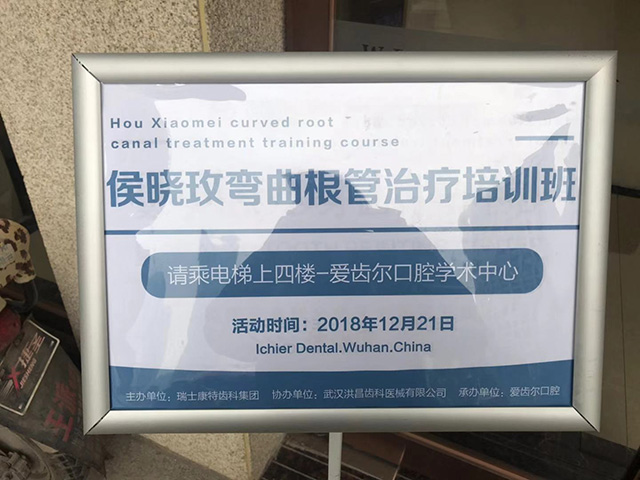 Hou Xiaomei curved root
canal treatment training course
侯晓玫弯曲根管治疗培训班
请乘电梯上四楼-爱齿尔口腔学术中心
活动时间：2018年12月21日
Ichier Dental.Wuhan.China
主办单位：瑞士康特齿科集团 协办单位：武汉洪昌齿科医械有限公司 承办单位：爱齿尔口腔